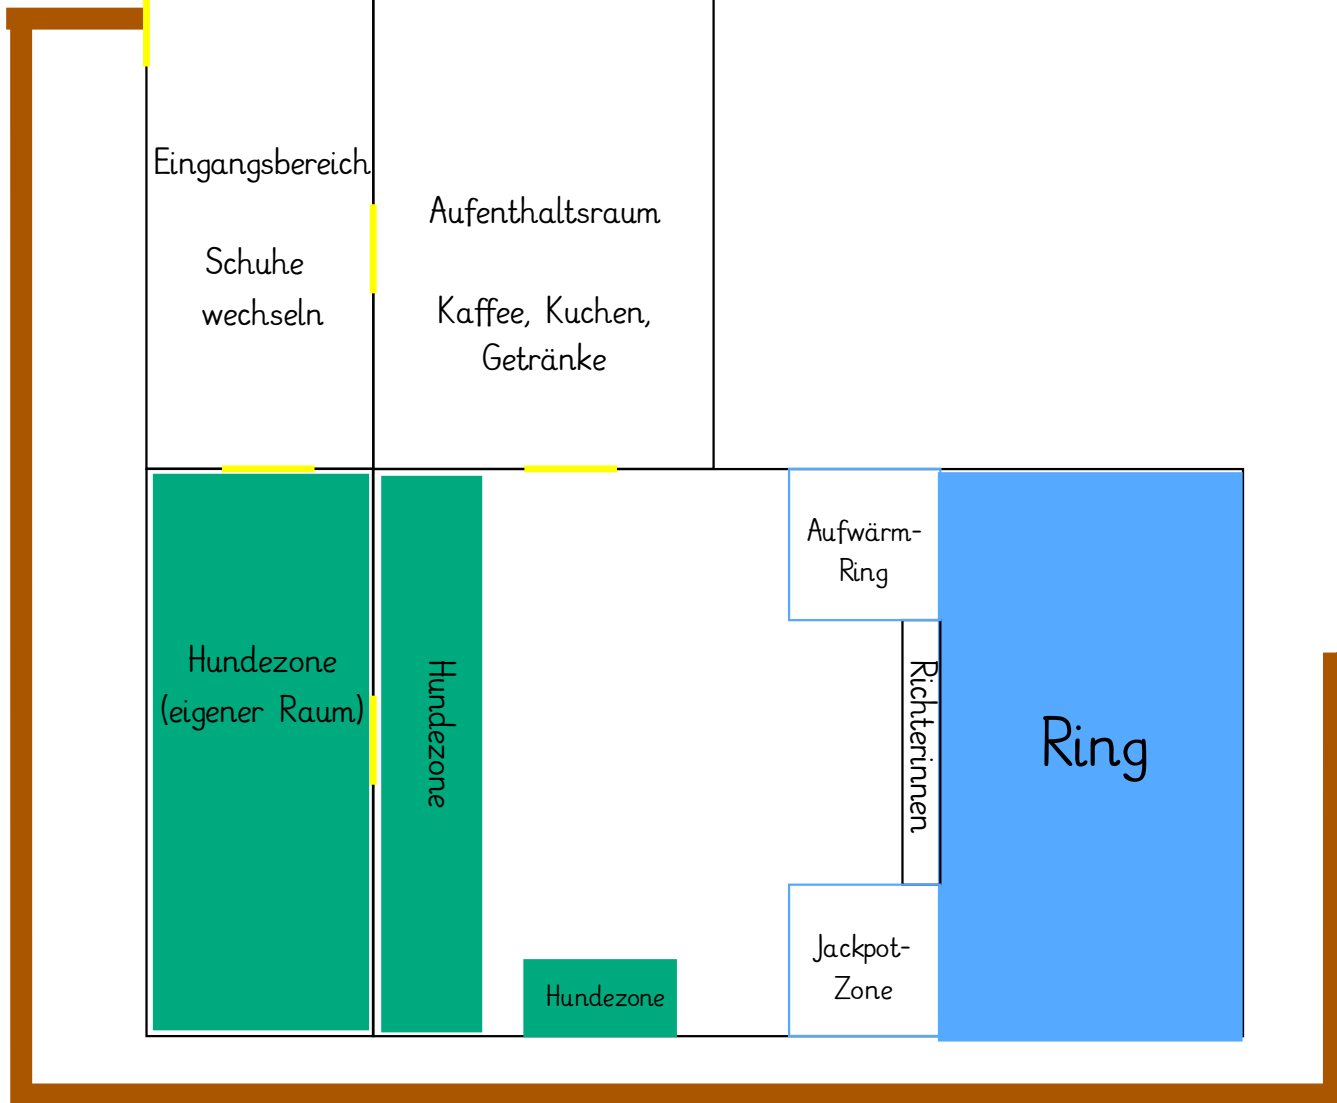 Eingangsbereich
Schuhe
wechseln
Aufenthaltsraum
Kaffee, Kuchen,
Getränke
Hundezone
(eigener Raum)
Hundezone
Hundezone
Aufwärm-
Ring
Richterinnen
Jackpot-
Zone
Ring